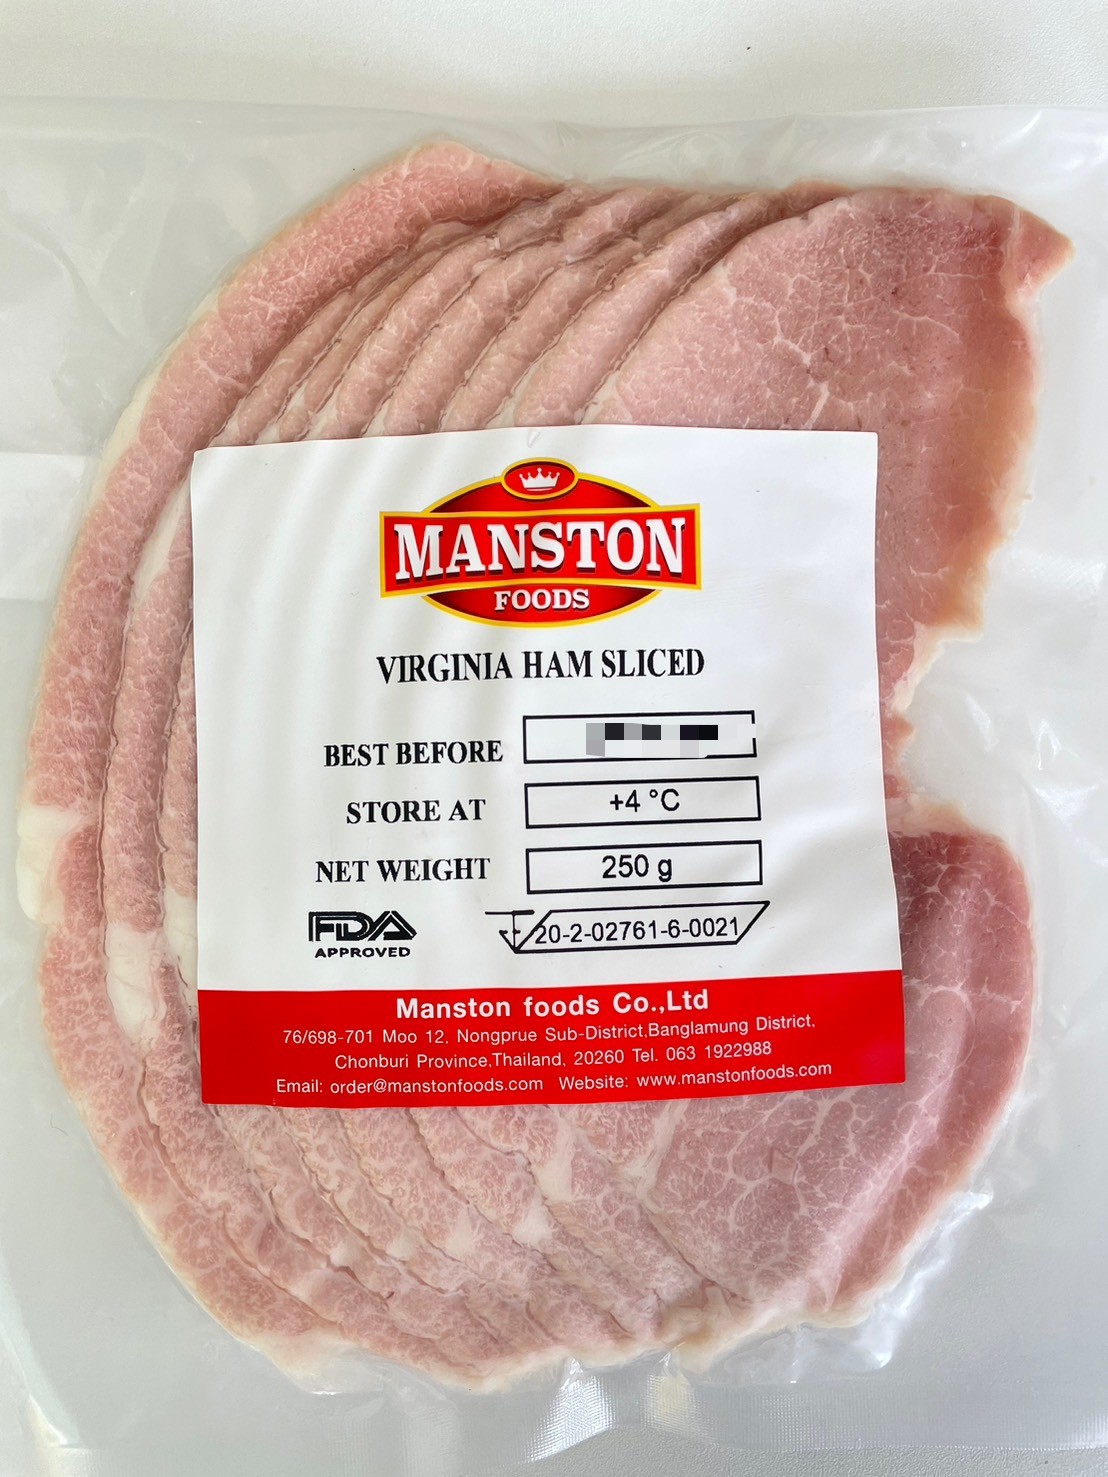 MANSTON
FOODS
VIRGINIA HAM SLICED
BEST BEFORE
STORE AT +4 °C
NET WEIGHT 250 g
FDA
APPROVED
20-2-02761-6-0021
Manston foods Co.,Ltd
76/698-701 Moo 12, Nongprue Sub-District,Banglamung District,
Chonburi Province,Thailand, 20260 Tel. 063 1922988
Email: order@manstonfoods.com Website: www.manstonfoods.com